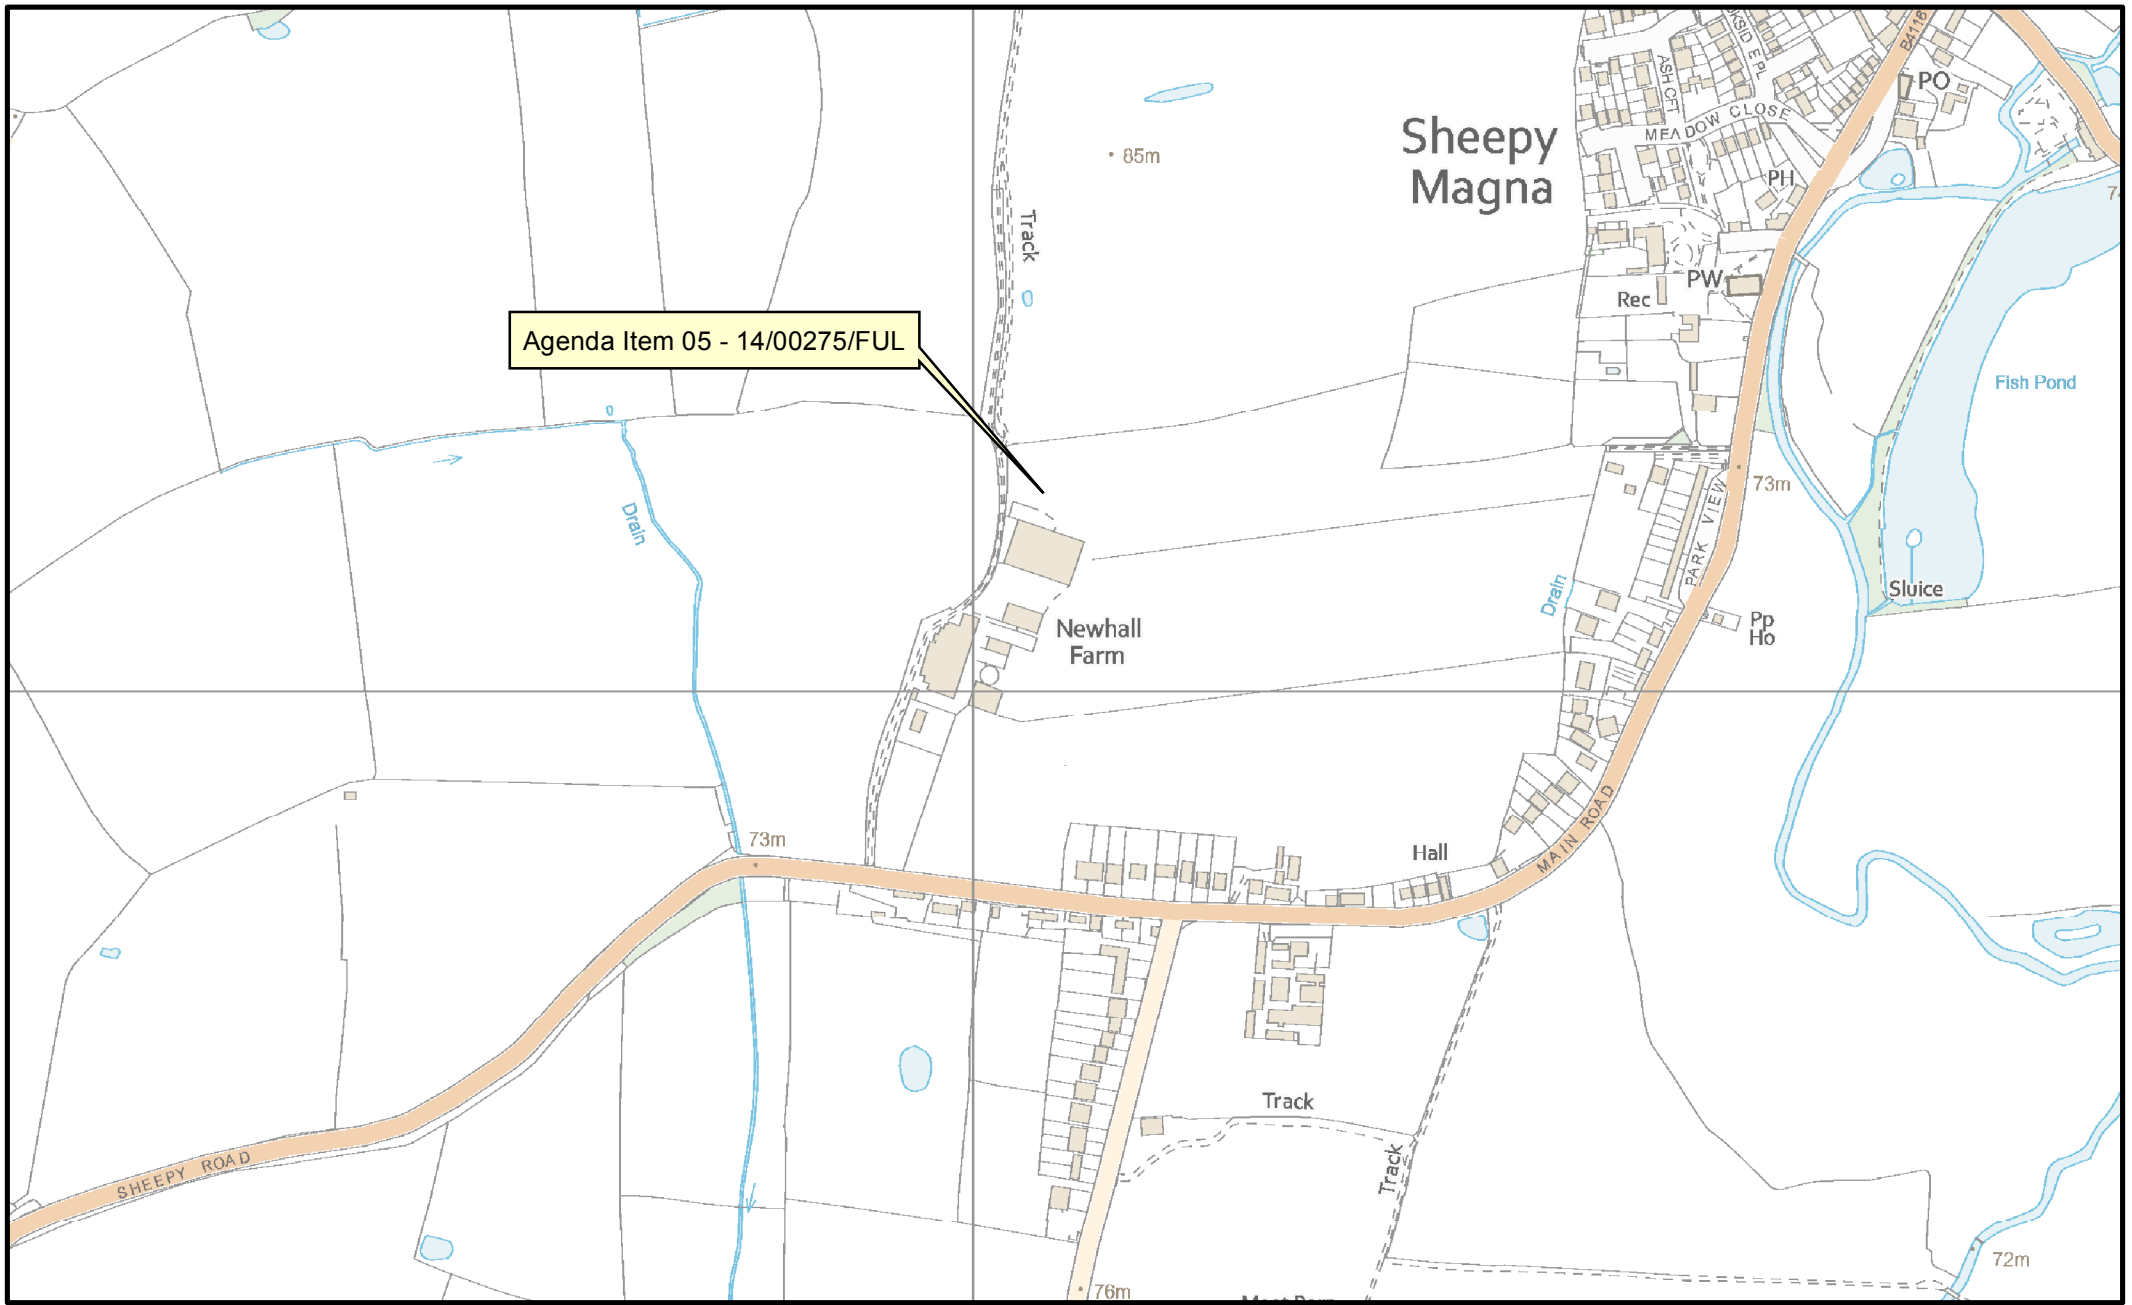 B4116
PO
ASH CFT
MEADOW CLOSE
85m
Sheepy
Magna
PH
Track
PW
Rec
Agenda Item 05 - 14/00275/FUL
Fish Pond
73m
PARK VIEW
Drain
Drain
Sluice
Newhall
Farm
Pp
Ho
MAIN ROAD
73m
Hall
Track
Track
SHEEPY ROAD
72m
76m